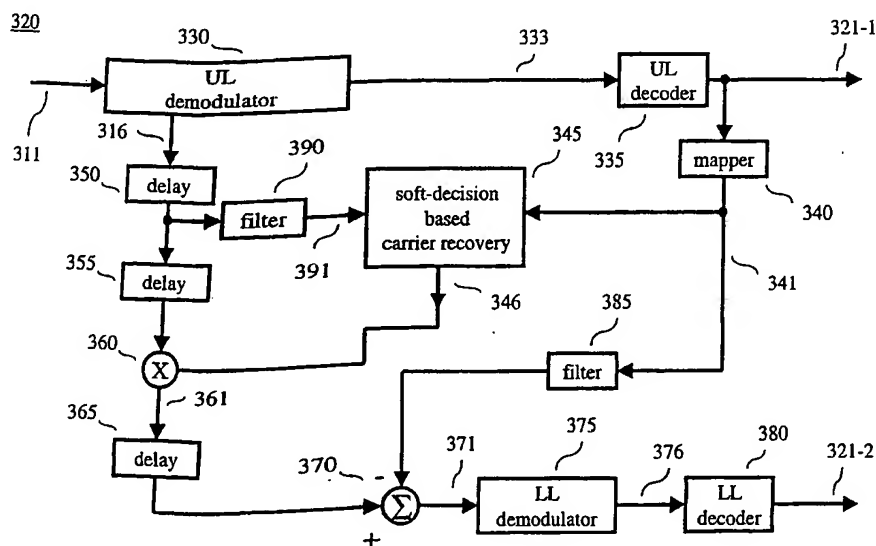 320
330
333
321-1
UL
demodulator
UL
decoder
311
316
390
345
335
mapper
350
delay
filter
soft-decision
based
carrier recovery
340
391
355
delay
346
341
385
360
X
filter
361
365
375
380
321-2
delay
370
-
371
376
Σ
LL
demodulator
LL
decoder
+